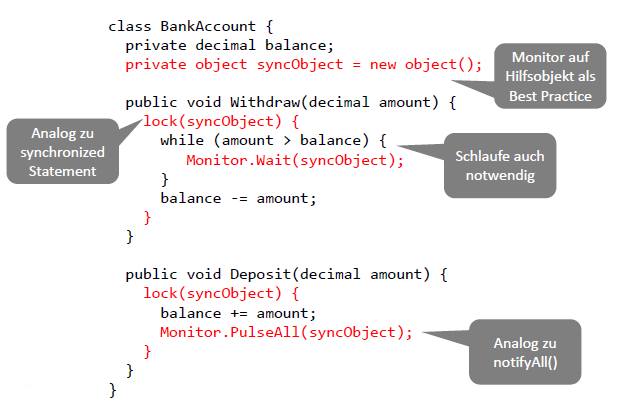 class BankAccount {
private decimal balance;
private object syncObject = new object();
Monitor auf
Hilfsobjekt als
Best Practice
public void Withdraw(decimal amount) {
lock(syncObject) {
Analog zu
synchronized
Statement
while (amount > balance) {
Monitor.Wait(syncObject);
Schlaufe auch
notwendig
}
balance -= amount;
}
}
public void Deposit(decimal amount) {
lock(syncObject) {
balance += amount;
Monitor.PulseAll(syncObject);
Analog zu
notifyAll()
}
}
}